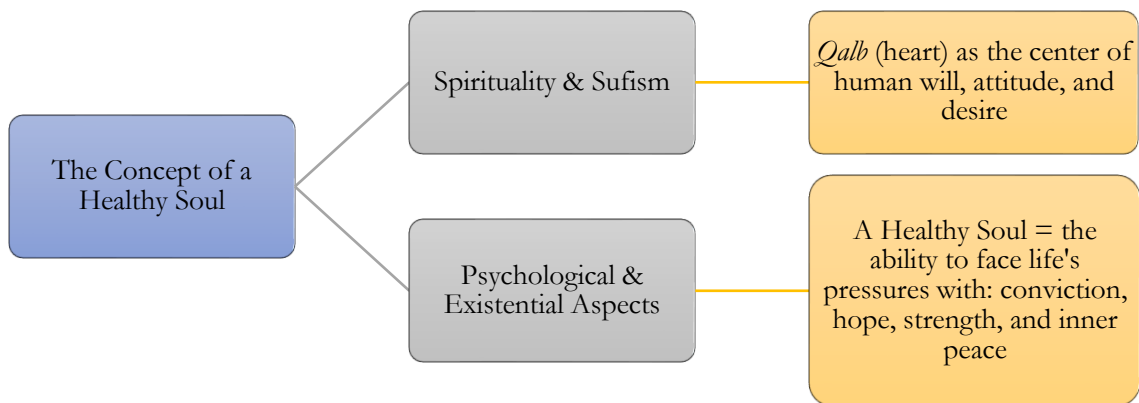 The Concept of a
Healthy Soul
Spirituality & Sufism
Qalb (heart) as the center of
human will, attitude, and
desire
Psychological &
Existential Aspects
A Healthy Soul = the
ability to face life's
pressures with: conviction,
hope, strength, and inner
peace